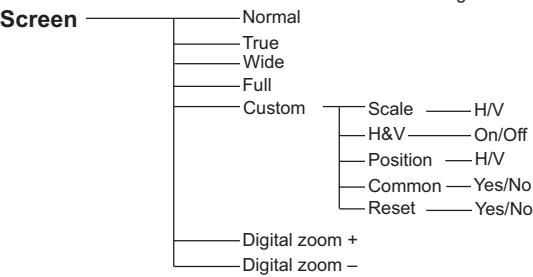 Screen Normal
True
Wide
Full
Custom Scale H/V
H&V On/Off
Position H/V
Common Yes/No
Reset Yes/No
Digital zoom +
Digital zoom –